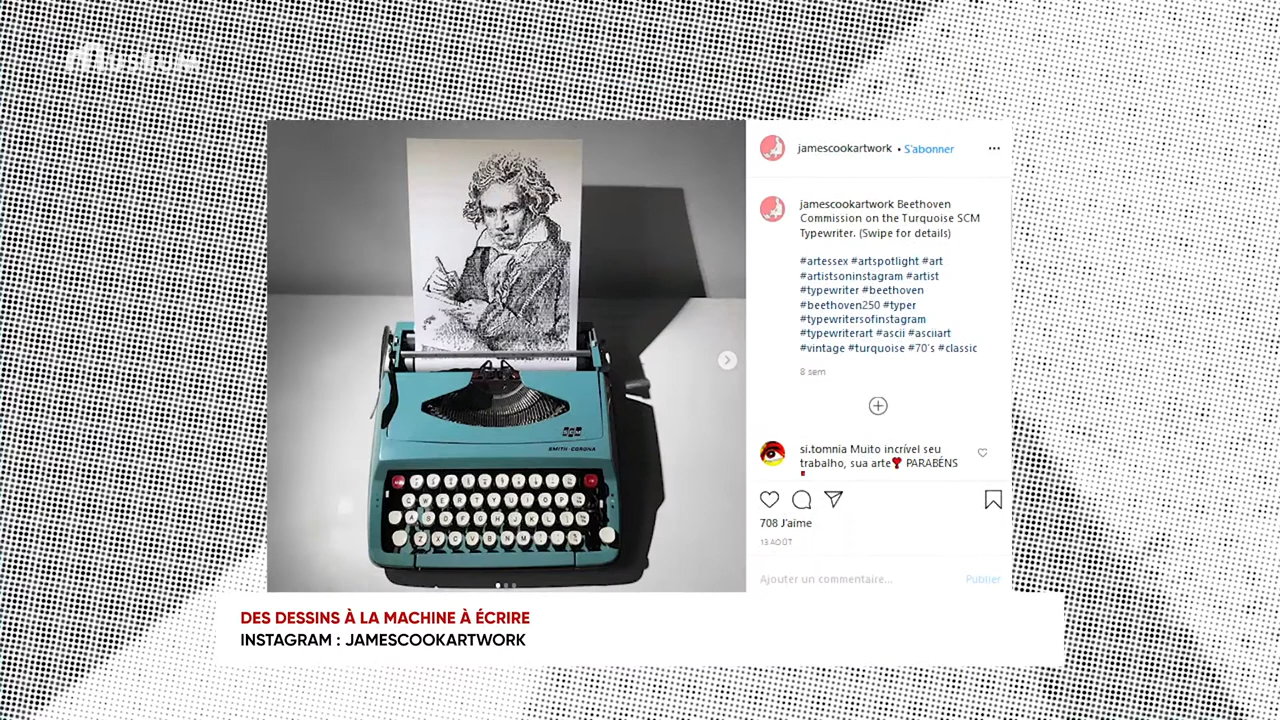 MUSEUM
jamescookartwork • S'abonner
jamescookartwork Beethoven
Commission on the Turquoise SCM
Typewriter. (Swipe for details)
#artessex #artspotlight #art
#artistsoninstagram #artist
#typewriter #beethoven
#beethoven250 #typer
#typewritersofinstagram
#typewriterart #ascii #asciiart
#vintage #turquoise #70's #classic
8 sem
si.tomnia Muito incrível seu
trabalho, sua arte PARABÉNS
708 J'aime
13 AOÛT
Ajouter un commentaire...
Publier
SCM
SMITH-CORONA
Q W E R T Y U I O P
A S D F G H J K L
Z X C V B N M
DES DESSINS À LA MACHINE À ÉCRIRE
INSTAGRAM : JAMESCOOKARTWORK